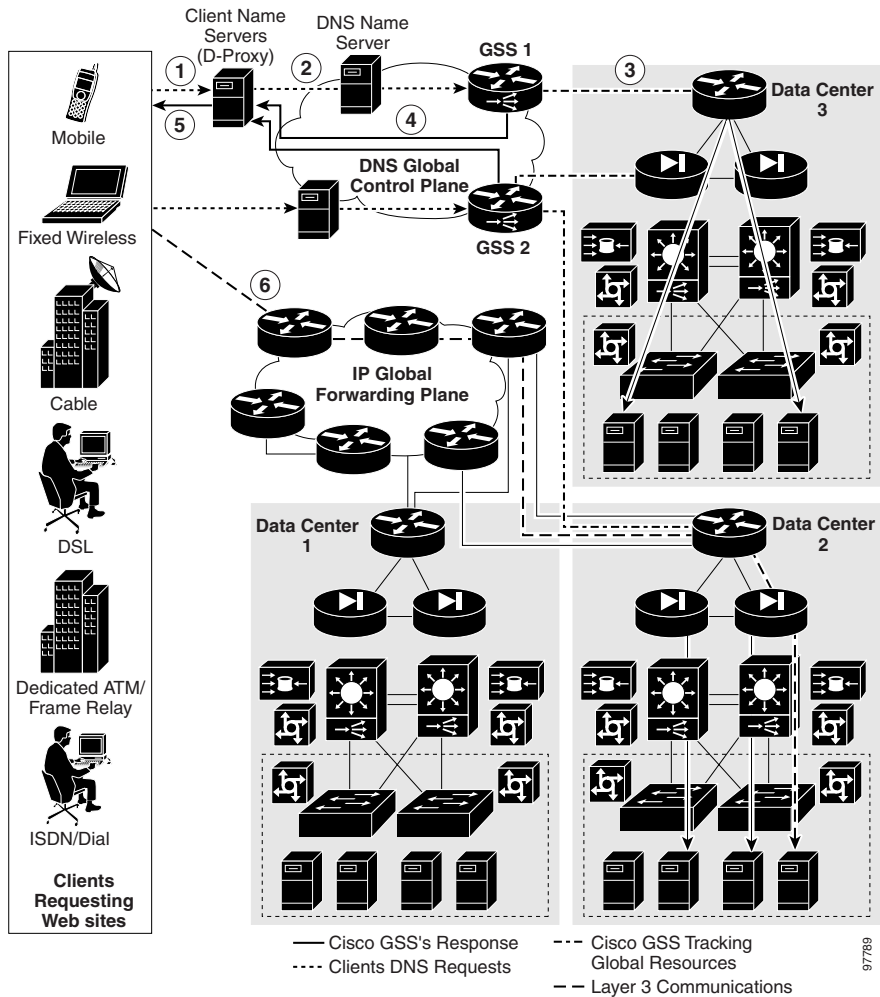 Client Name
Servers
(D-Proxy)
DNS Name
Server
GSS 1
1
2
3
Data Center
3
Mobile
5
4
DNS Global
Control Plane
Fixed Wireless
GSS 2
6
IP Global
Forwarding Plane
Cable
DSL
Data Center
1
Data Center
2
Dedicated ATM/
Frame Relay
ISDN/Dial
Clients
Requesting
Web sites
Cisco GSS's Response
Clients DNS Requests
Cisco GSS Tracking
Global Resources
Layer 3 Communications
97789